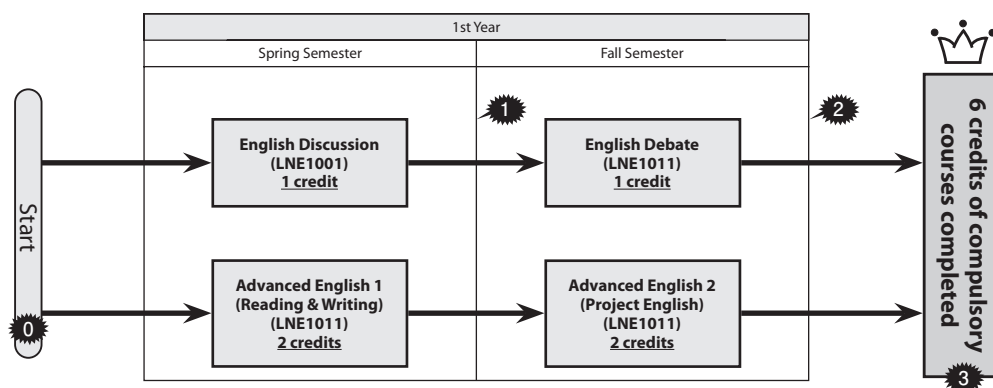 1st Year
Spring Semester
Fall Semester
Start
0
1
2
English Discussion
(LNE1001)
1 credit
English Debate
(LNE1011)
1 credit
Advanced English 1
(Reading & Writing)
(LNE1011)
2 credits
Advanced English 2
(Project English)
(LNE1011)
2 credits
6 credits of compulsory
courses completed
3